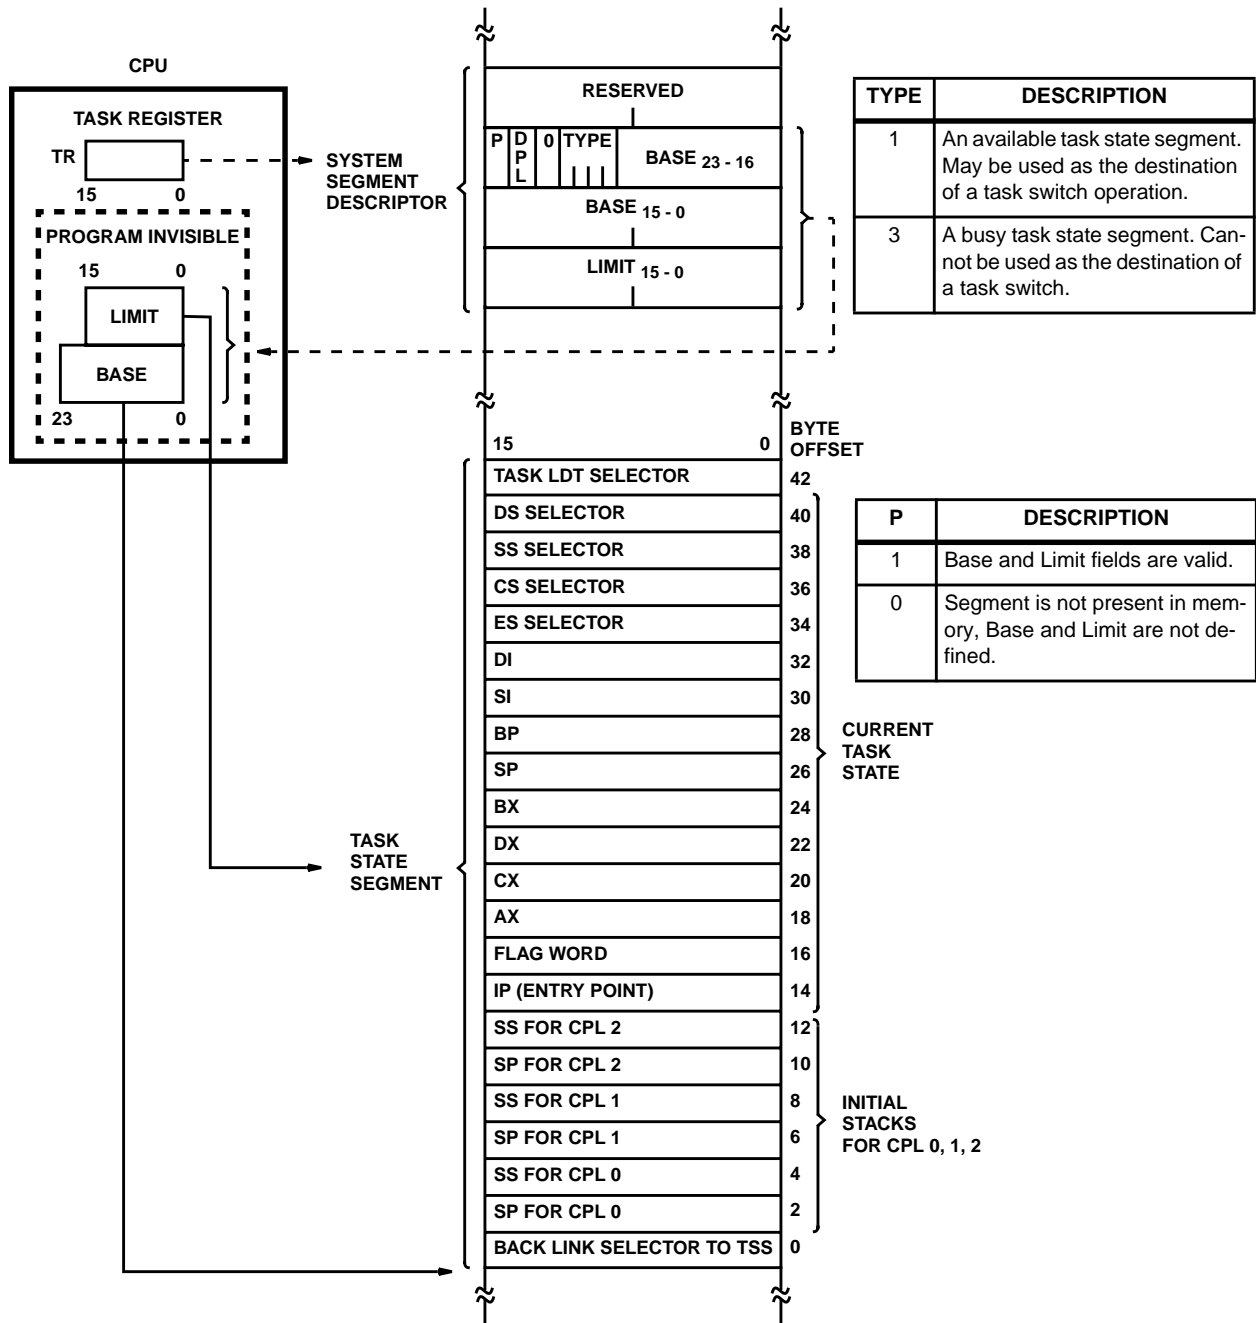 CPU
TASK REGISTER
TR
15 0
PROGRAM INVISIBLE
15 0
LIMIT
BASE
23 0
SYSTEM
SEGMENT
DESCRIPTOR
RESERVED
P DPL 0 TYPE BASE 23 - 16
BASE 15 - 0
LIMIT 15 - 0
TYPE DESCRIPTION
1 An available task state segment.
May be used as the destination
of a task switch operation.
3 A busy task state segment. Can-
not be used as the destination of
a task switch.
15 0 BYTE
OFFSET
TASK LDT SELECTOR 42
DS SELECTOR 40
SS SELECTOR 38
CS SELECTOR 36
ES SELECTOR 34
DI 32
SI 30
BP 28
SP 26
BX 24
DX 22
CX 20
AX 18
FLAG WORD 16
IP (ENTRY POINT) 14
SS FOR CPL 2 12
SP FOR CPL 2 10
SS FOR CPL 1 8
SP FOR CPL 1 6
SS FOR CPL 0 4
SP FOR CPL 0 2
BACK LINK SELECTOR TO TSS 0
TASK
STATE
SEGMENT
P DESCRIPTION
1 Base and Limit fields are valid.
0 Segment is not present in mem-
ory, Base and Limit are not de-
fined.
CURRENT
TASK
STATE
INITIAL
STACKS
FOR CPL 0, 1, 2